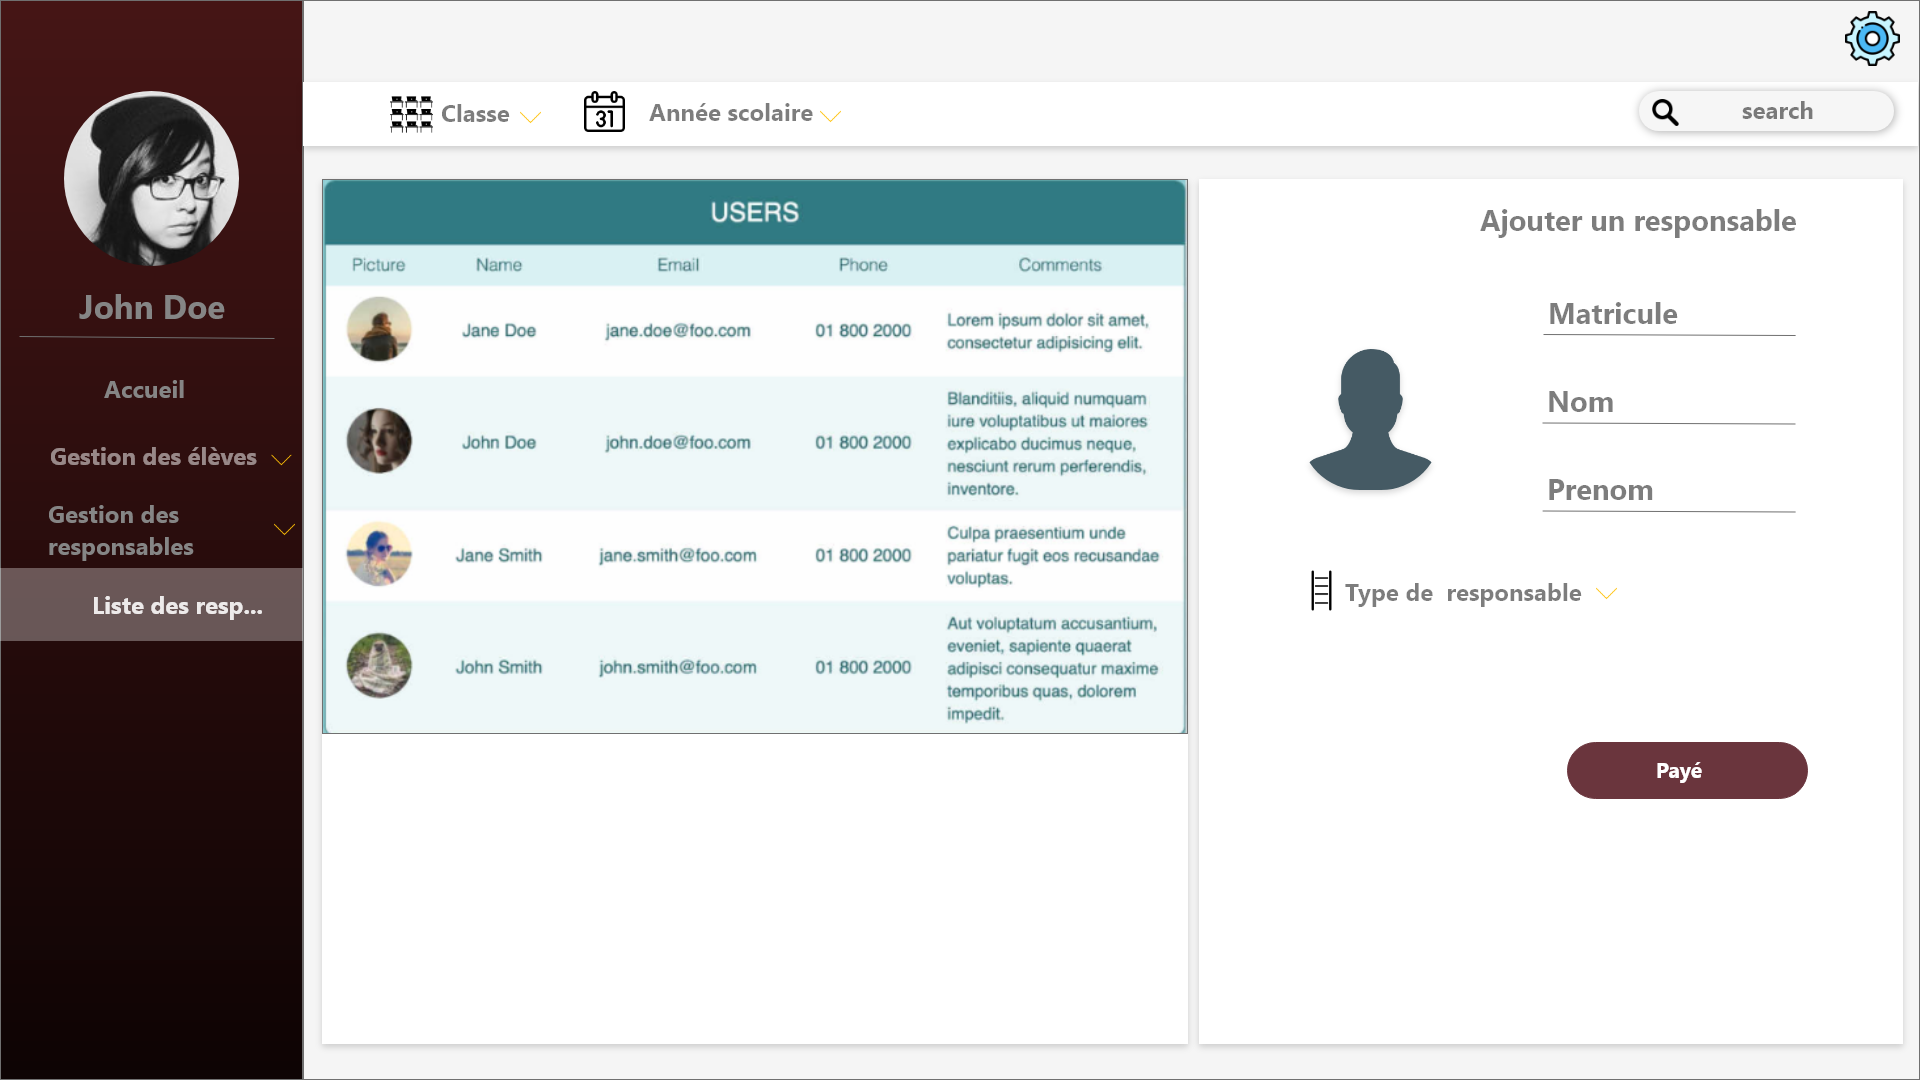 John Doe
Accueil
Gestion des élèves
Gestion des
responsables
Liste des resp...
Classe
31
Année scolaire
search
USERS
Picture Name Email Phone Comments
Jane Doe jane.doe@foo.com 01 800 2000
Lorem ipsum dolor sit amet,
consectetur adipisicing elit.
John Doe john.doe@foo.com 01 800 2000
Blanditiis, aliquid numquam
iure voluptatibus ut maiores
explicabo ducimus neque,
nesciunt rerum perferendis,
inventore.
Jane Smith jane.smith@foo.com 01 800 2000
Culpa praesentium unde
pariatur fugit eos recusandae
voluptas.
John Smith john.smith@foo.com 01 800 2000
Aut voluptatum accusantium,
eveniet, sapiente quaerat
adipisci consequatur maxime
temporibus quas, dolorem
impedit.
Ajouter un responsable
Matricule
Nom
Prenom
Type de responsable
Payé